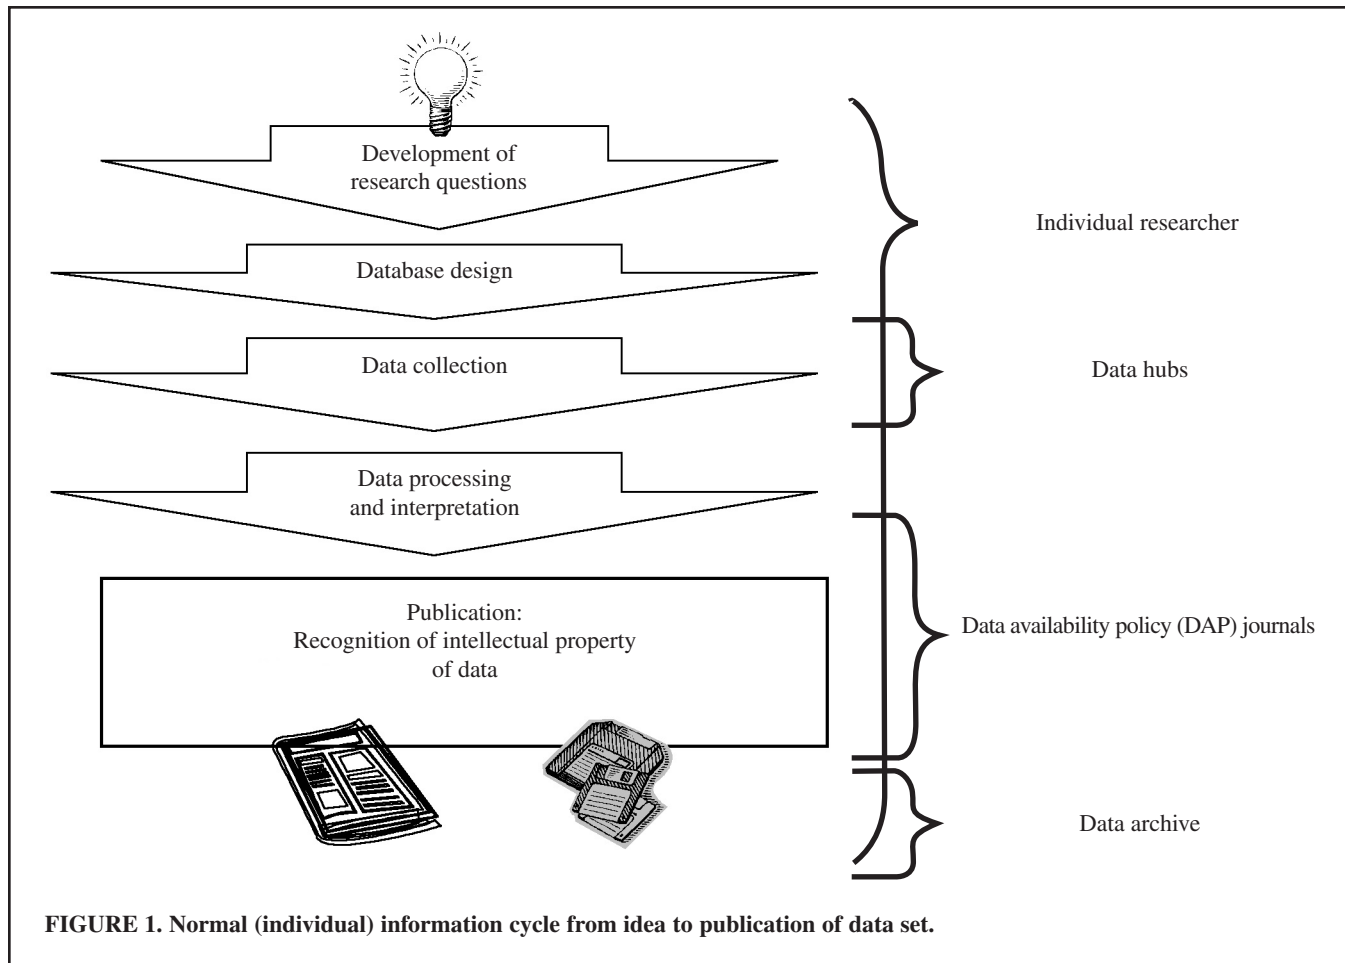 Development of
research questions
Individual researcher
Database design
Data collection
Data hubs
Data processing
and interpretation
Publication:
Recognition of intellectual property
of data
Data availability policy (DAP) journals
Data archive
FIGURE 1. Normal (individual) information cycle from idea to publication of data set.